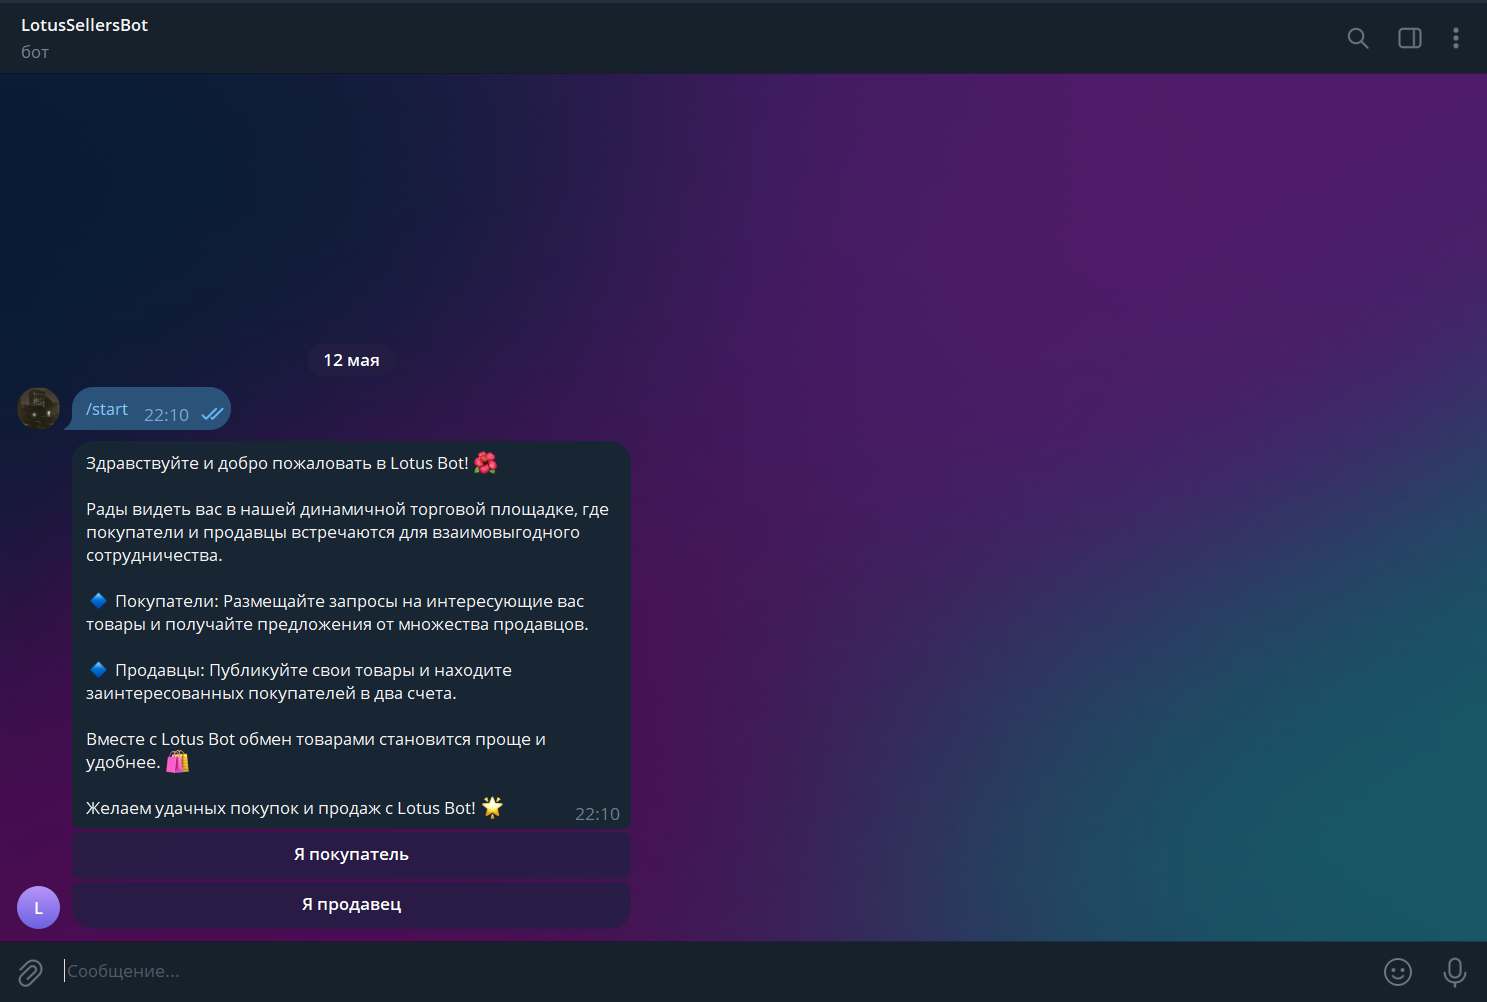 LotusSellersBot
бот
12 мая
/start 22:10
Здравствуйте и добро пожаловать в Lotus Bot! 🌺
Рады видеть вас в нашей динамичной торговой площадке, где
покупатели и продавцы встречаются для взаимовыгодного
сотрудничества.
🔷 Покупатели: Размещайте запросы на интересующие вас
товары и получайте предложения от множества продавцов.
🔷 Продавцы: Публикуйте свои товары и находите
заинтересованных покупателей в два счета.
Вместе с Lotus Bot обмен товарами становится проще и
удобнее. 🛍️
Желаем удачных покупок и продаж с Lotus Bot! 🌟 22:10
Я покупатель
Я продавец
L
Сообщение...